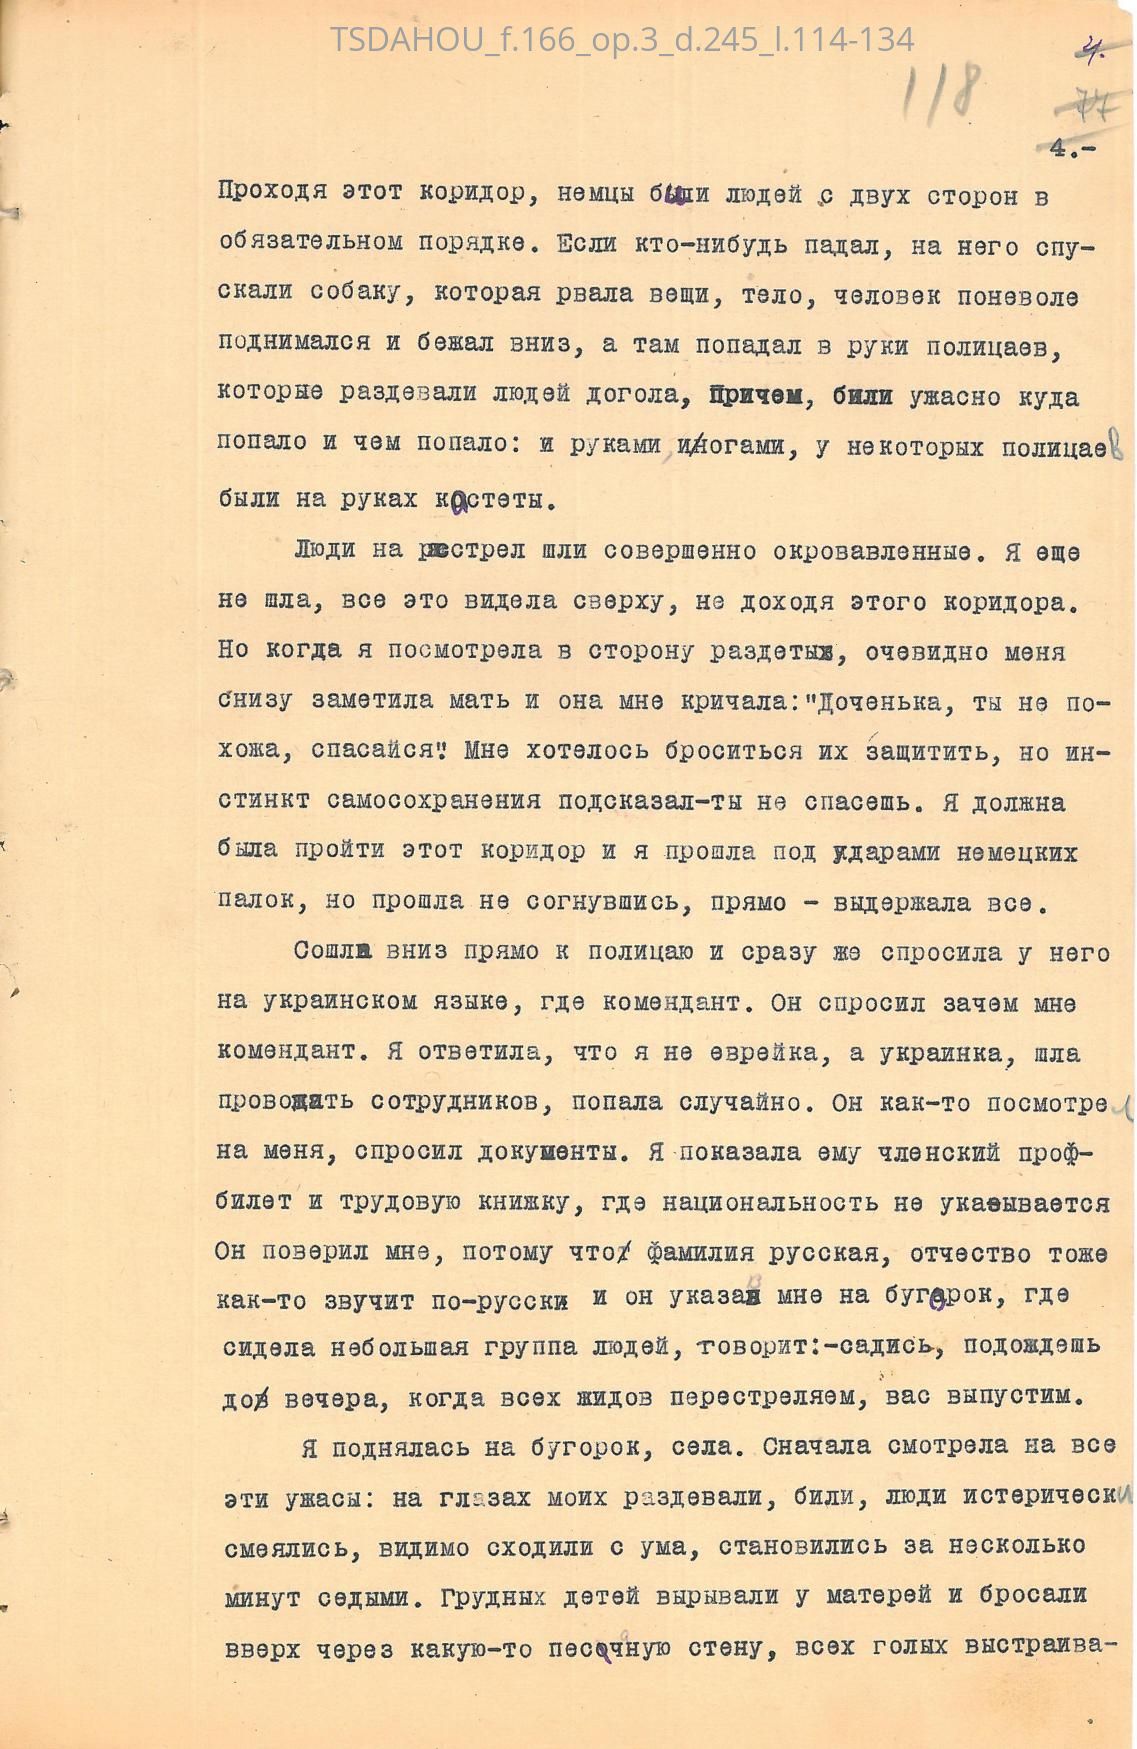 TSDAHOU_f.166_op.3_d.245_l.114-134
4.
118
77
4.-
Проходя этот коридор, немцы били людей с двух сторон в
обязательном порядке. Если кто-нибудь падал, на него спу-
скали собаку, которая рвала вещи, тело, человек поневоле
поднимался и бежал вниз, а там попадал в руки полицаев,
которые раздевали людей догола, Причем, били ужасно куда
попало и чем попало: и руками и ногами, у некоторых полицаев
были на руках кастеты.
Люди на расстрел шли совершенно окровавленные. Я еще
не шла, все это видела сверху, не доходя этого коридора.
Но когда я посмотрела в сторону раздетых, очевидно меня
снизу заметила мать и она мне кричала:"Доченька, ты не по-
хожа, спасайся"! Мне хотелось броситься их защитить, но ин-
стинкт самосохранения подсказал-ты не спасешь. Я должна
была пройти этот коридор и я прошла под ударами немецких
палок, но прошла не согнувшись, прямо - выдержала все.
Сошла вниз прямо к полицаю и сразу же спросила у него
на украинском языке, где комендант. Он спросил зачем мне
комендант. Я ответила, что я не еврейка, а украинка, шла
провожать сотрудников, попала случайно. Он как-то посмотрел
на меня, спросил документы. Я показала ему членский проф-
билет и трудовую книжку, где национальность не указывается
Он поверил мне, потому что фамилия русская, отчество тоже
как-то звучит по-русски и он указав мне на бугорок, где
сидела небольшая группа людей, говорит:-садись, подождешь
до вечера, когда всех жидов перестреляем, вас выпустим.
Я поднялась на бугорок, села. Сначала смотрела на все
эти ужасы: на глазах моих раздевали, били, люди истерически
смеялись, видимо сходили с ума, становились за несколько
минут седыми. Грудных детей вырывали у матерей и бросали
вверх через какую-то песочную стену, всех голых выстраива-